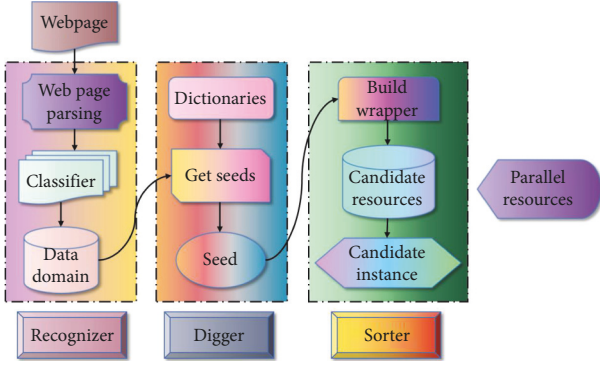 Webpage
Web page
parsing
Classifier
Data
domain
Recognizer
Dictionaries
Get seeds
Seed
Digger
Build
wrapper
Candidate
resources
Candidate
instance
Sorter
Parallel
resources